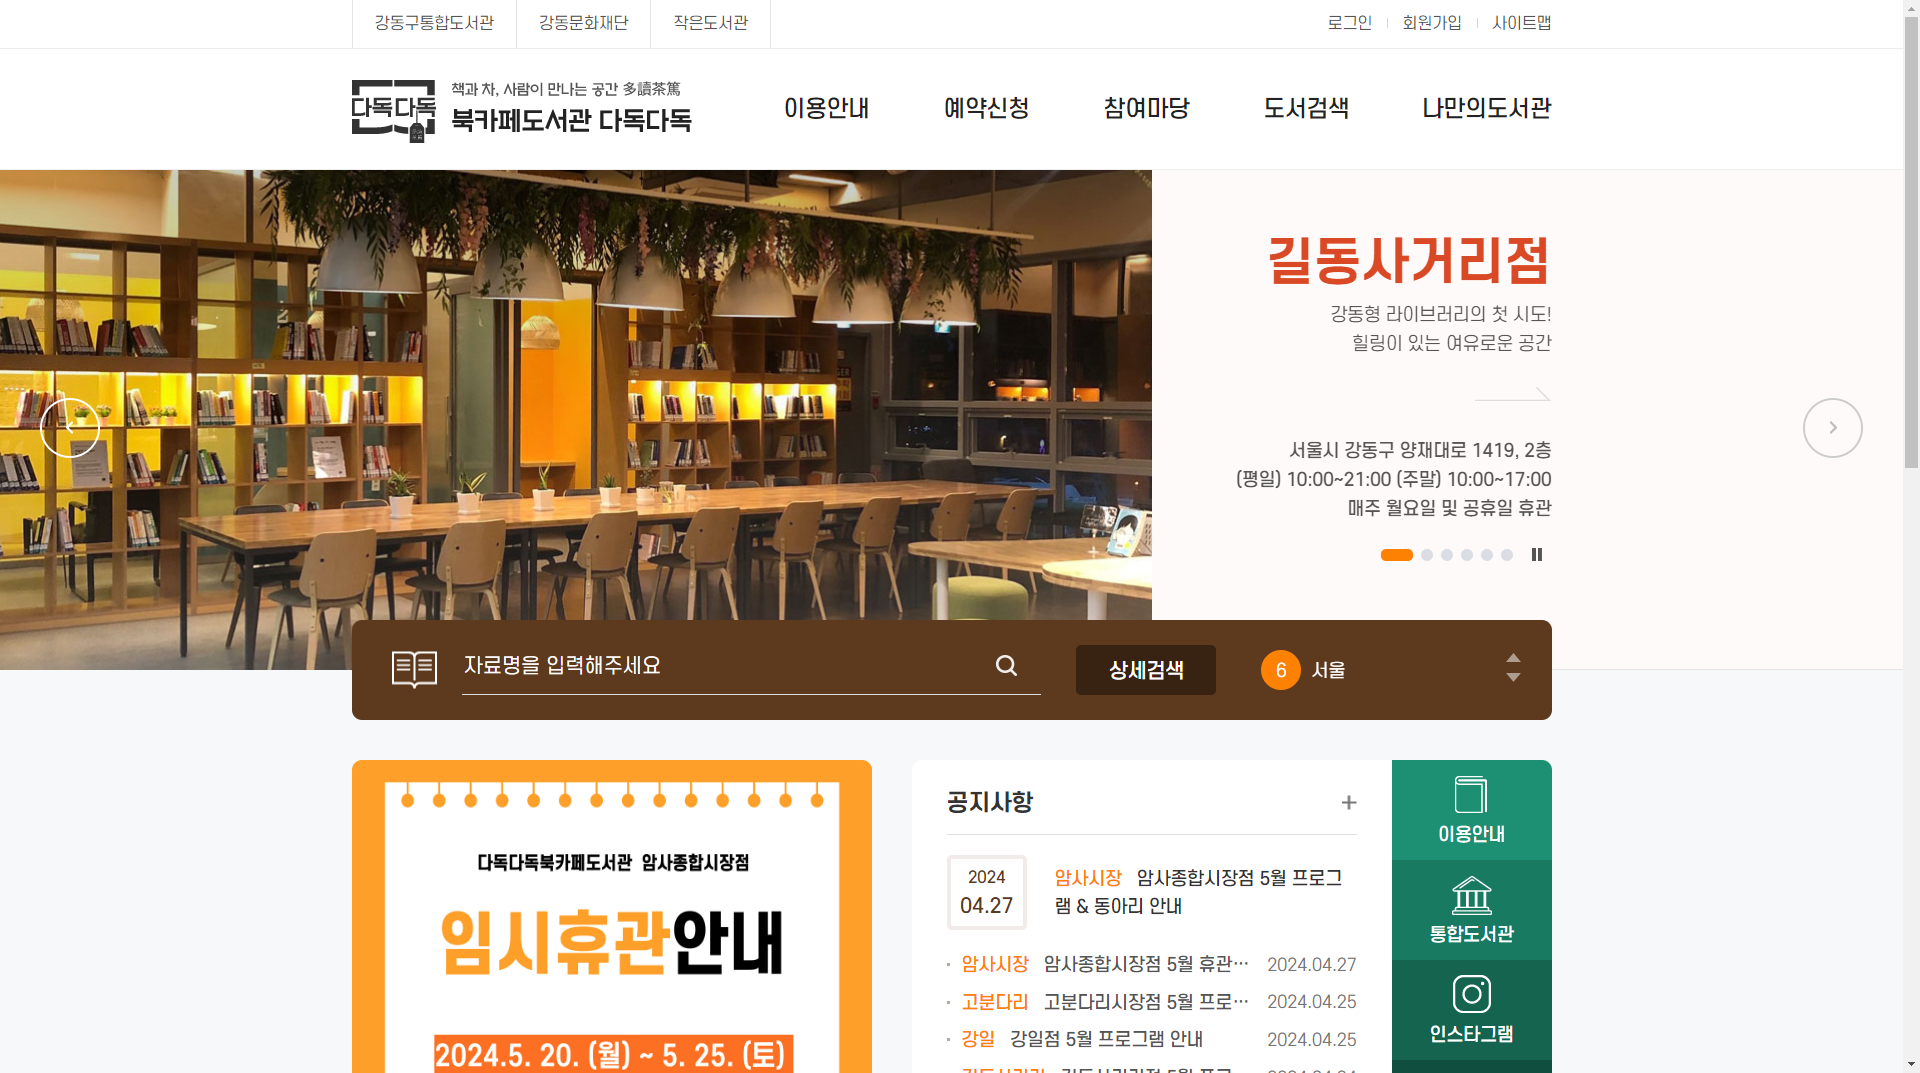 강동구통합도서관
강동문화재단
작은도서관
로그인
회원가입
사이트맵
다독다독
책과 차, 사람이 만나는 공간 多讀茶篤
북카페도서관 다독다독
이용안내
예약신청
참여마당
도서검색
나만의도서관
길동사거리점
강동형 라이브러리의 첫 시도!
힐링이 있는 여유로운 공간
서울시 강동구 양재대로 1419, 2층
(평일) 10:00~21:00 (주말) 10:00~17:00
매주 월요일 및 공휴일 휴관
자료명을 입력해주세요
상세검색
6 서울
다독다독북카페도서관 암사종합시장점
임시휴관안내
2024.5. 20. (월) ~ 5. 25. (토)
공지사항
2024
04.27
암사시장 암사종합시장점 5월 프로그
램 & 동아리 안내
암사시장 암사종합시장점 5월 휴관… 2024.04.27
고분다리 고분다리시장점 5월 프로… 2024.04.25
강일 강일점 5월 프로그램 안내 2024.04.25
이용안내
통합도서관
인스타그램